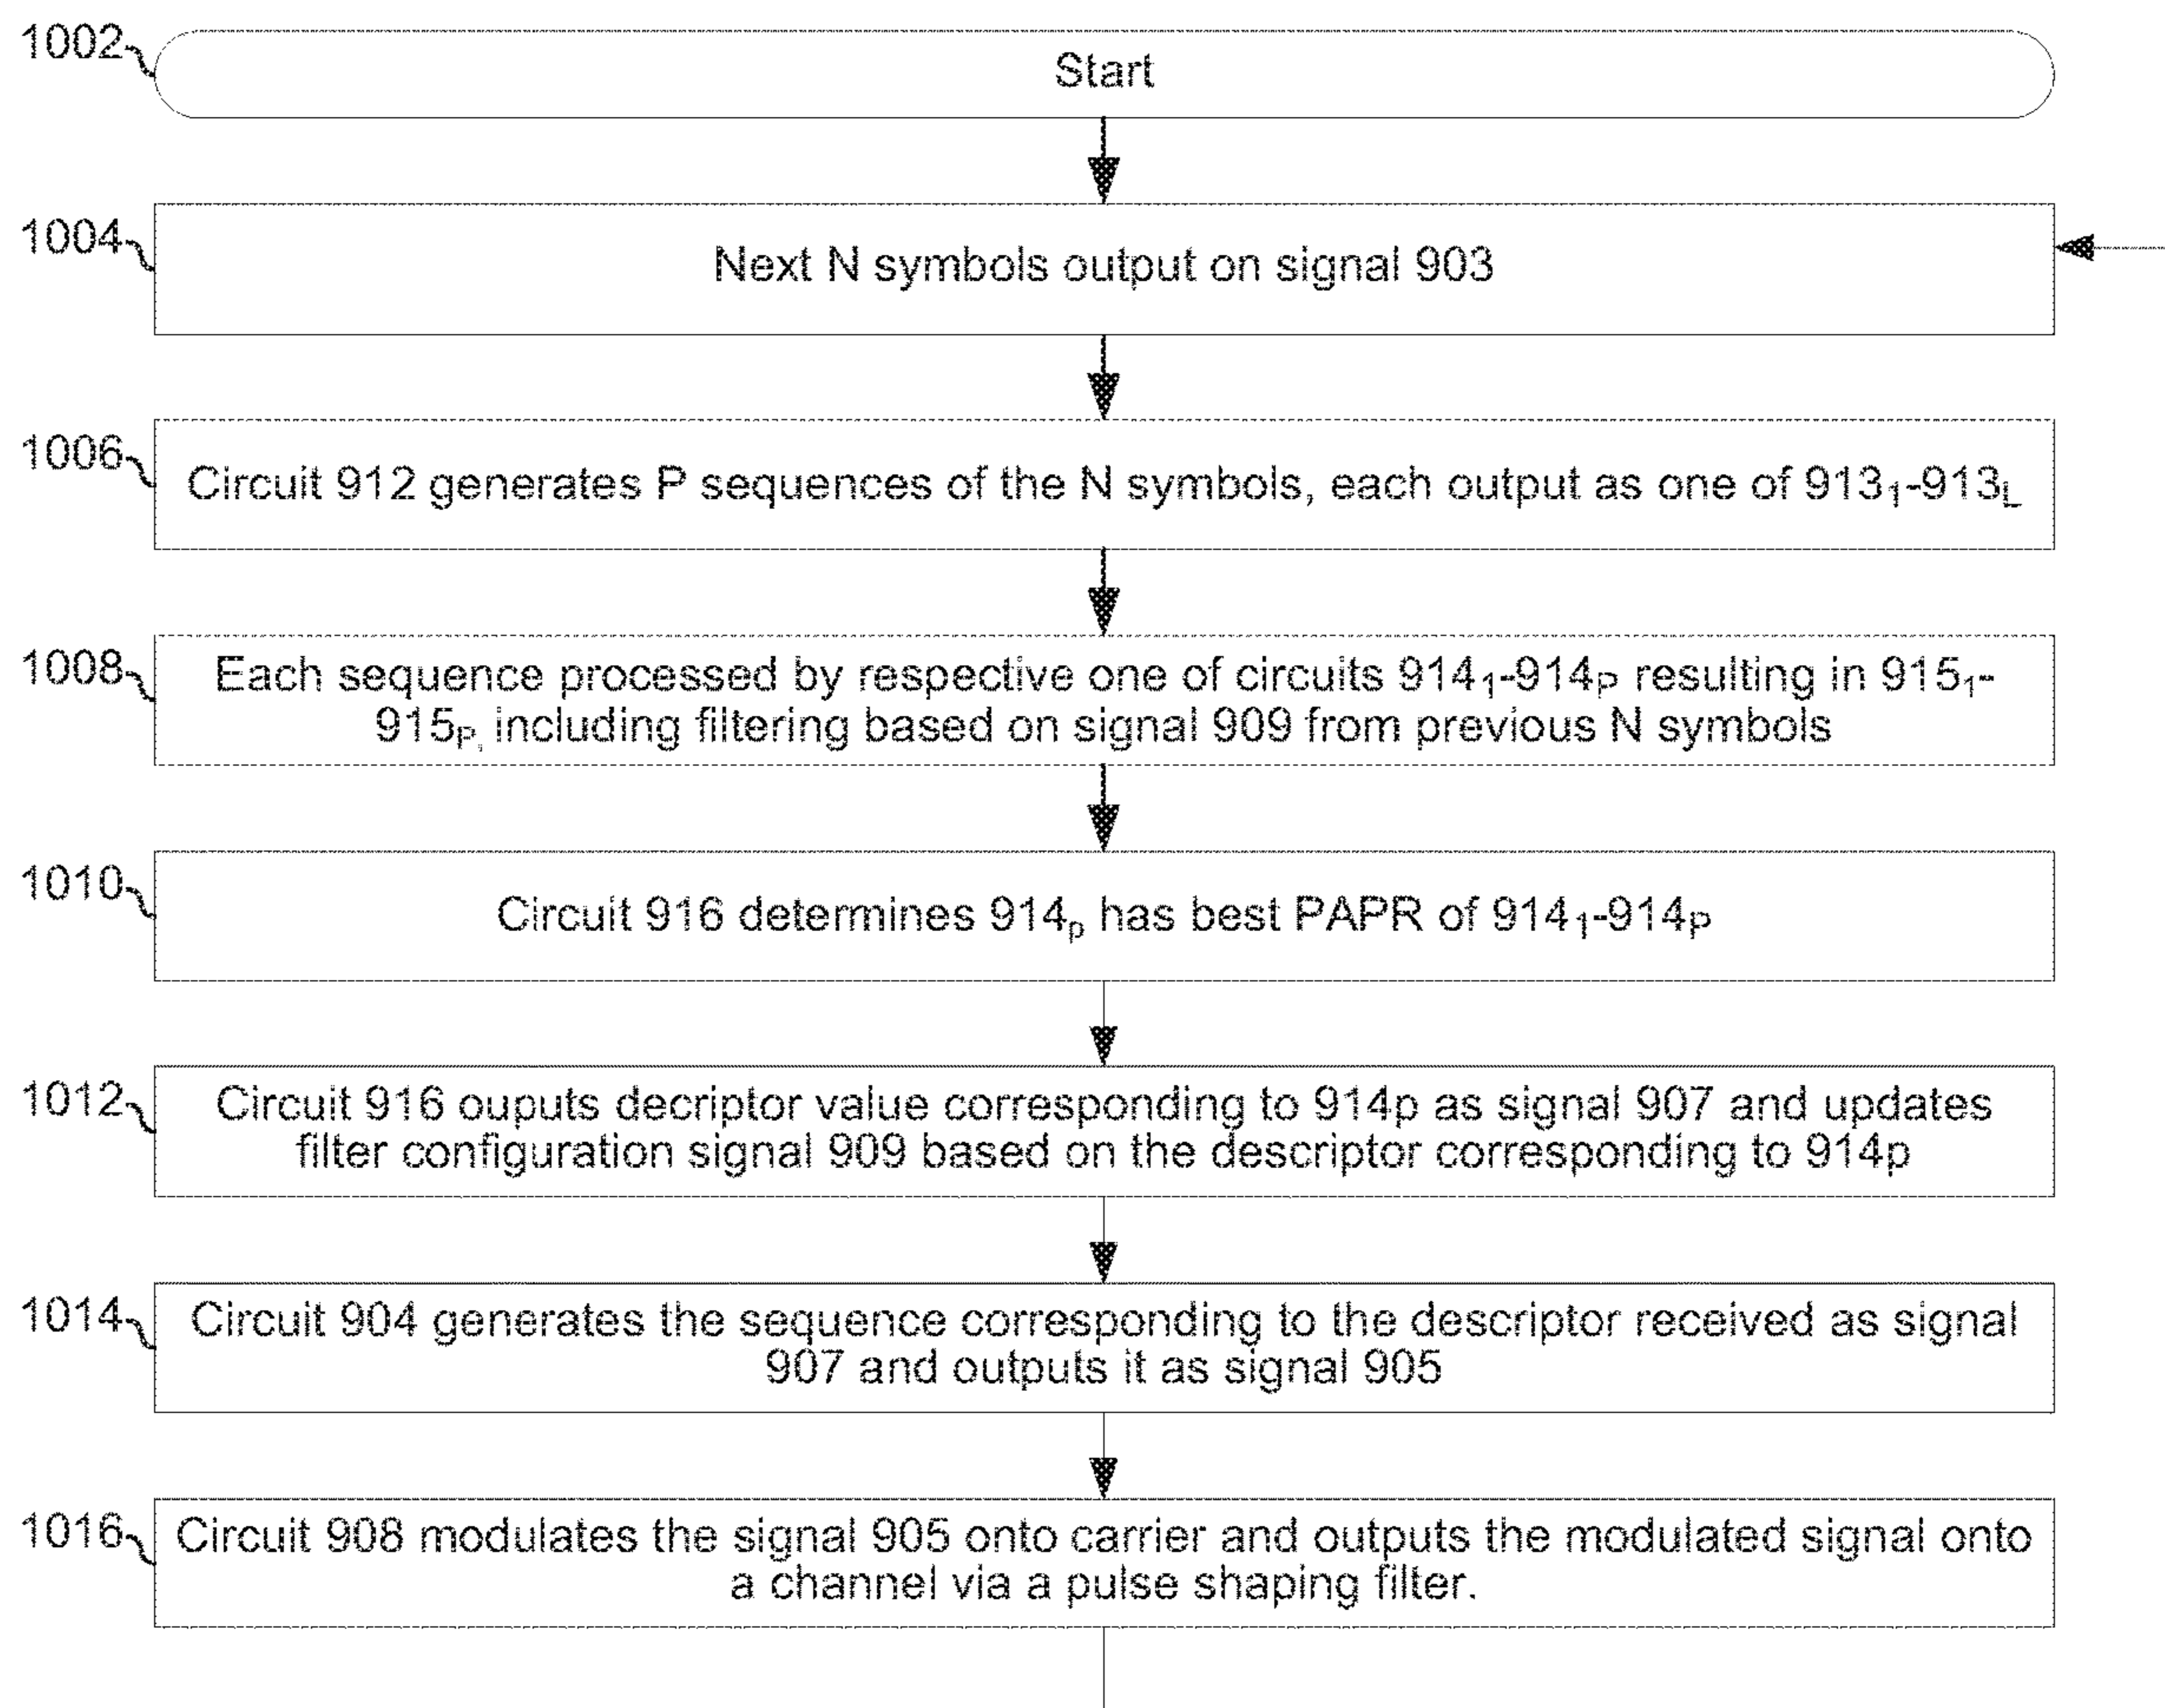 1002
Start
1004
Next N symbols output on signal 903
1006
Circuit 912 generates P sequences of the N symbols, each output as one of 913₁-913L
1008
Each sequence processed by respective one of circuits 914₁-914P resulting in 915₁-
915P, including filtering based on signal 909 from previous N symbols
1010
Circuit 916 determines 914p has best PAPR of 914₁-914P
1012
Circuit 916 ouputs decriptor value corresponding to 914p as signal 907 and updates
filter configuration signal 909 based on the descriptor corresponding to 914p
1014
Circuit 904 generates the sequence corresponding to the descriptor received as signal
907 and outputs it as signal 905
1016
Circuit 908 modulates the signal 905 onto carrier and outputs the modulated signal onto
a channel via a pulse shaping filter.